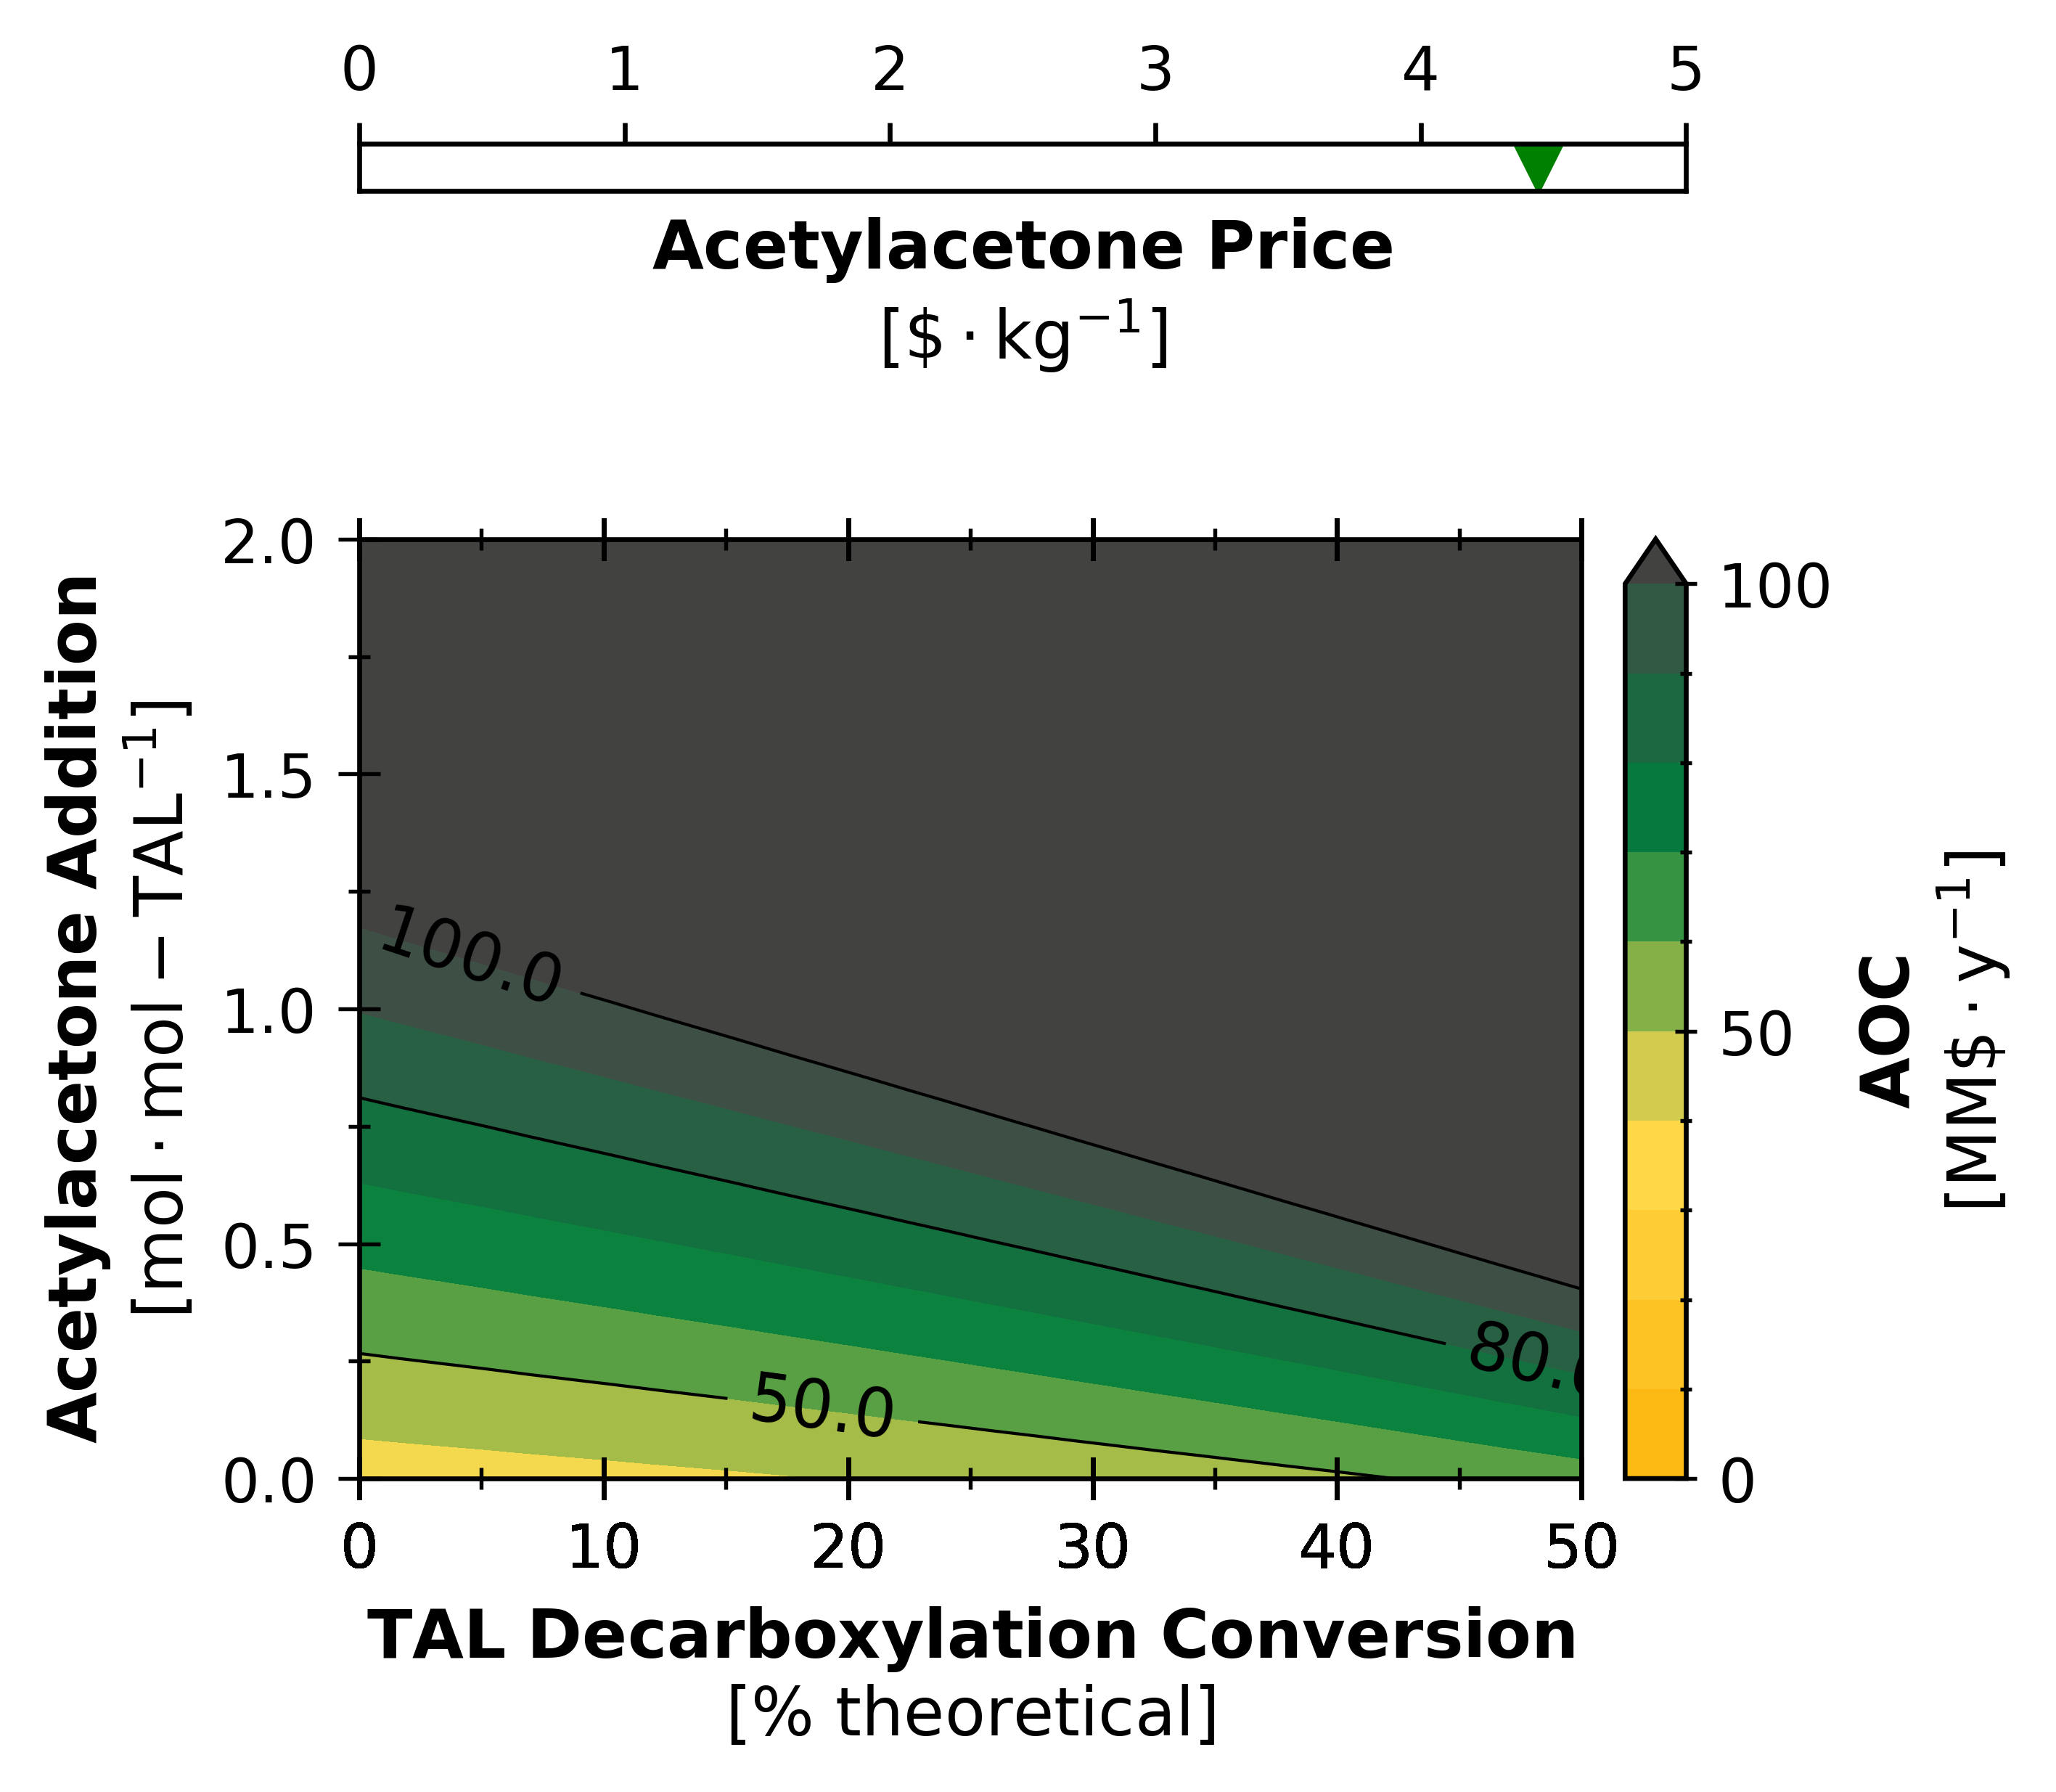 0 1 2 3 4 5
Acetylacetone Price
[$ · kg⁻¹]
Acetylacetone Addition
[mol · mol − TAL⁻¹]
2.0
1.5
1.0
0.5
0.0
100.0
80.
50.0
0 10 20 30 40 50
TAL Decarboxylation Conversion
[% theoretical]
100
50
0
AOC
[MM$ · y⁻¹]